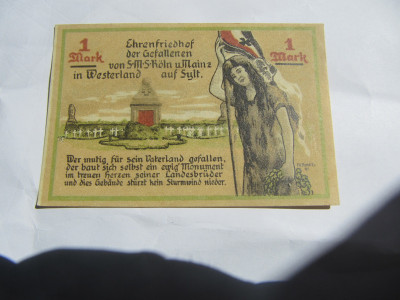 1 Mark
Ehrenfriedhof
der Gefallenen
von S·M·S·Köln u Mainz
in Westerland auf Sylt.
1 Mark
Wer mutig für sein Vaterland gefallen,
der baut sich selbst ein ewig Monument
im treuen herzen seiner Landesbrüder
und dies Gebäude stürzt kein Sturmwind nieder.